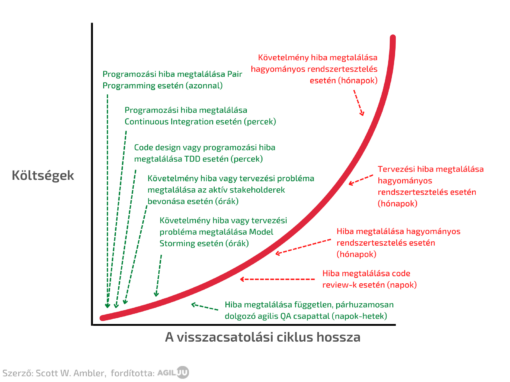 Követelmény hiba megtalálása
hagyományos rendszertesztelés
esetén (hónapok)
Programozási hiba megtalálása Pair
Programming esetén (azonnal)
Programozási hiba megtalálása
Continuous Integration esetén (percek)
Code design vagy programozási hiba
megtalálása TDD esetén (percek)
Költségek
Követelmény hiba vagy tervezési probléma
megtalálása az aktív stakeholderek
bevonása esetén (órák)
Tervezési hiba megtalálása
hagyományos
rendszertesztelés esetén
(hónapok)
Követelmény hiba vagy tervezési
probléma megtalálása Model
Storming esetén (órák)
Hiba megtalálása hagyományos
rendszertesztelés esetén
(hónapok)
Hiba megtalálása code
review-k esetén (napok)
Hiba megtalálása független, párhuzamosan
dolgozó agilis QA csapattal (napok-hetek)
A visszacsatolási ciklus hossza
Szerző: Scott W. Ambler, fordította: AGILJU